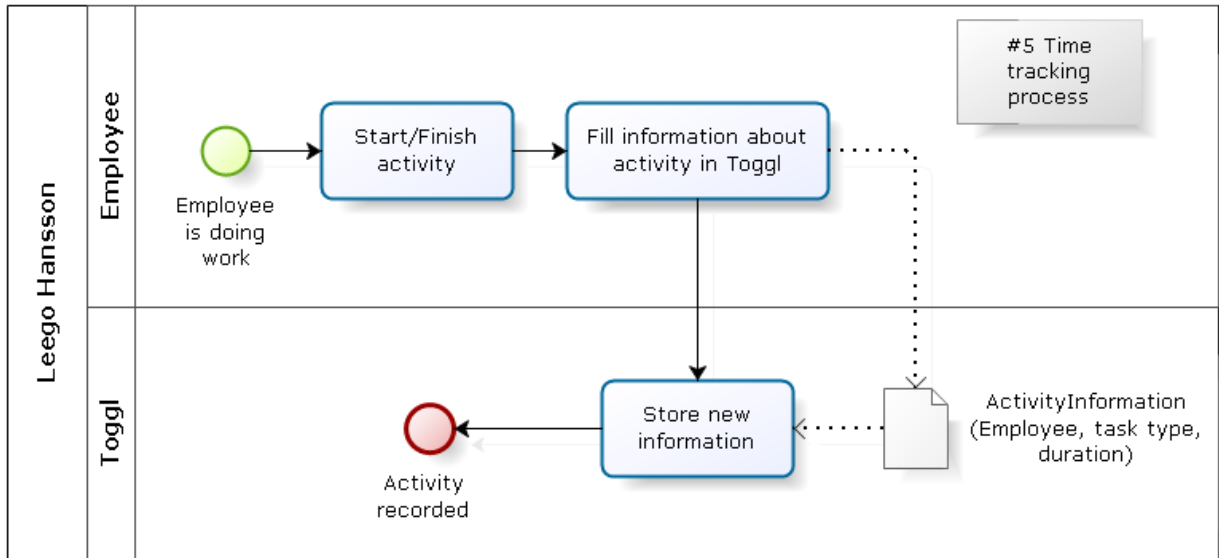 Leego Hansson
Employee
#5 Time
tracking
process
Start/Finish
activity
Fill information about
activity in Toggl
Employee
is doing
work
Toggl
Store new
information
ActivityInformation
(Employee, task type,
duration)
Activity
recorded